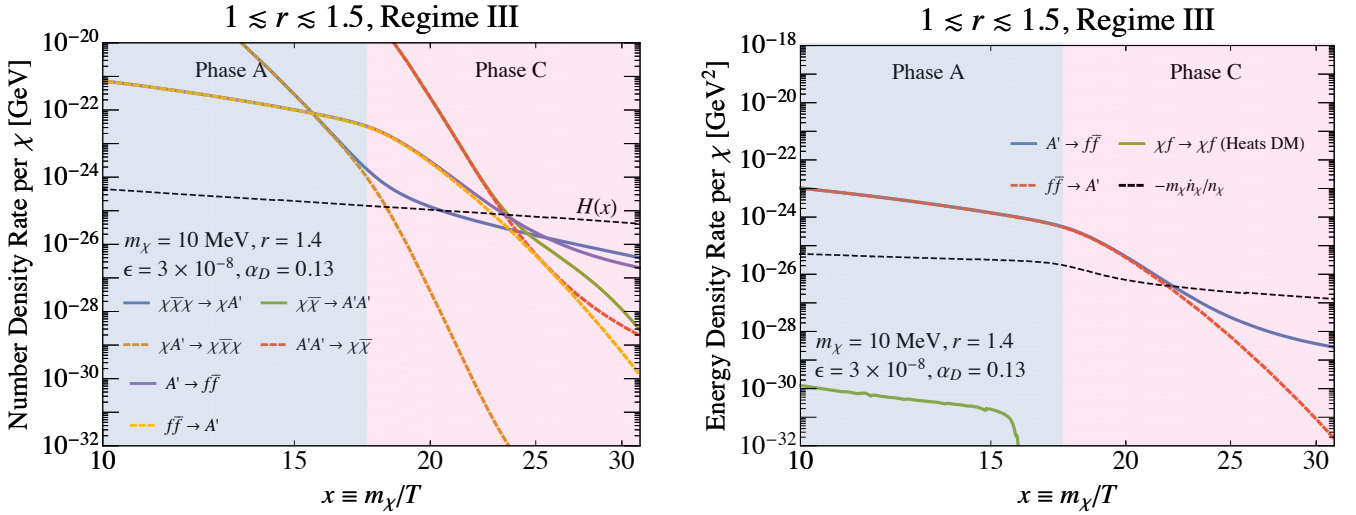 1 ≲ r ≲ 1.5, Regime III
Number Density Rate per χ [GeV]
10⁻²⁰
10⁻²²
10⁻²⁴
10⁻²⁶
10⁻²⁸
10⁻³⁰
10⁻³²
Phase A
Phase C
H(x)
m_χ = 10 MeV, r = 1.4
ϵ = 3 × 10⁻⁸, α_D = 0.13
χχ̅χ → χA' χχ̅ → A'A'
χA' → χχ̅χ A'A' → χχ̅
A' → ff̅
ff̅ → A'
10 15 20 25 30
x ≡ m_χ/T
1 ≲ r ≲ 1.5, Regime III
Energy Density Rate per χ [GeV²]
10⁻¹⁸
10⁻²⁰
10⁻²²
10⁻²⁴
10⁻²⁶
10⁻²⁸
10⁻³⁰
10⁻³²
Phase A
Phase C
A' → ff̅ χf → χf (Heats DM)
ff̅ → A' −m_χṅ_χ/n_χ
m_χ = 10 MeV, r = 1.4
ϵ = 3 × 10⁻⁸, α_D = 0.13
10 15 20 25 30
x ≡ m_χ/T